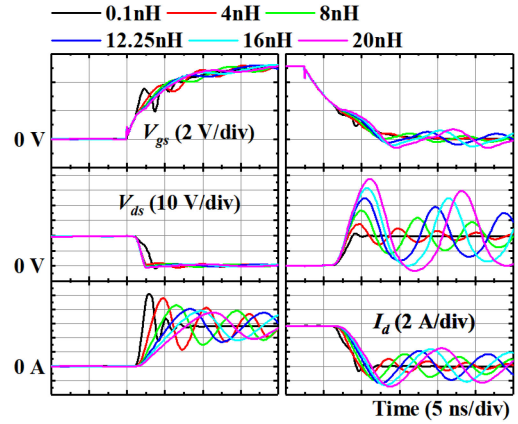 0.1nH 4nH 8nH
12.25nH 16nH 20nH
0 V
Vgs (2 V/div)
Vds (10 V/div)
0 V
0 A
Id (2 A/div)
Time (5 ns/div)